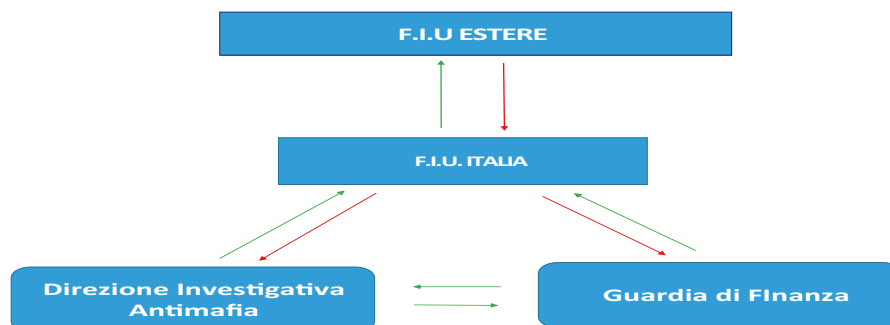 F.I.U ESTERE
F.I.U. ITALIA
Direzione Investigativa
Antimafia
Guardia di FInanza